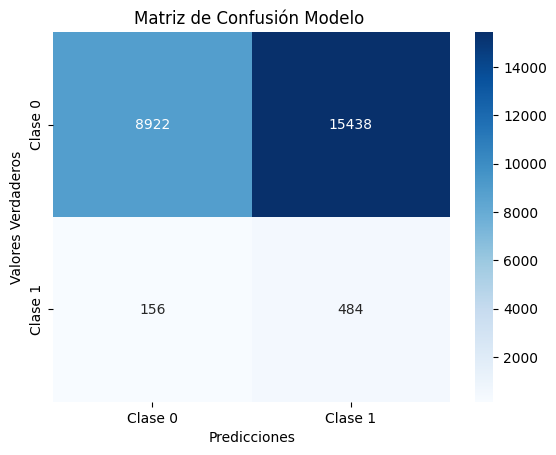 Matriz de Confusión Modelo
Valores Verdaderos
Clase 0
Clase 1
8922
15438
156
484
Clase 0
Clase 1
Predicciones
14000
12000
10000
8000
6000
4000
2000